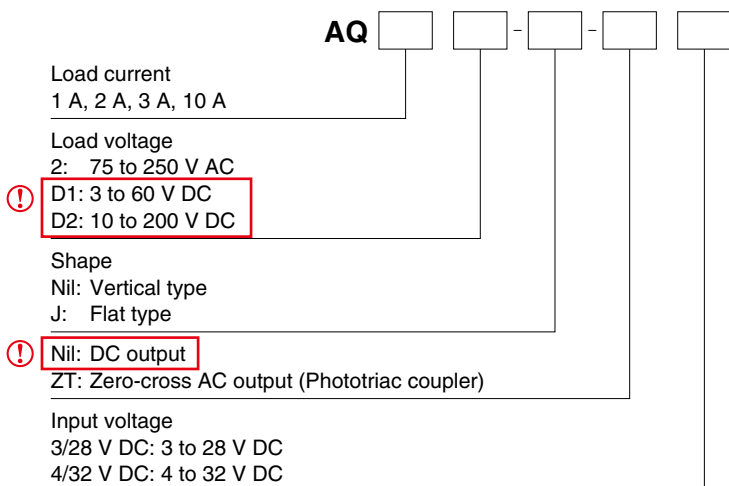 AQ - -
Load current
1 A, 2 A, 3 A, 10 A
Load voltage
2: 75 to 250 V AC
! D1: 3 to 60 V DC
D2: 10 to 200 V DC
Shape
Nil: Vertical type
J: Flat type
! Nil: DC output
ZT: Zero-cross AC output (Phototriac coupler)
Input voltage
3/28 V DC: 3 to 28 V DC
4/32 V DC: 4 to 32 V DC